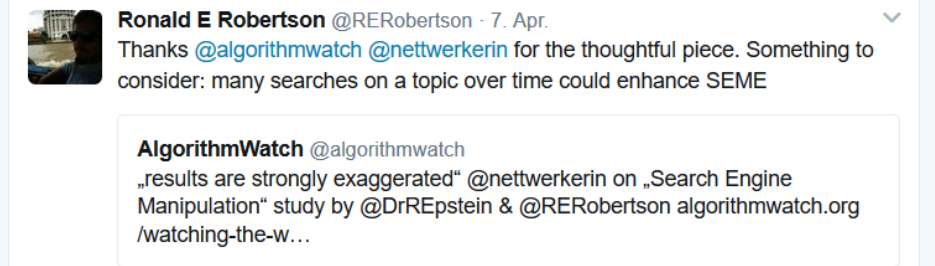 Ronald E Robertson @RERobertson · 7. Apr.
Thanks @algorithmwatch @nettwerkerin for the thoughtful piece. Something to
consider: many searches on a topic over time could enhance SEME
AlgorithmWatch @algorithmwatch
„results are strongly exaggerated“ @nettwerkerin on „Search Engine
Manipulation“ study by @DrREpstein & @RERobertson algorithmwatch.org
/watching-the-w…